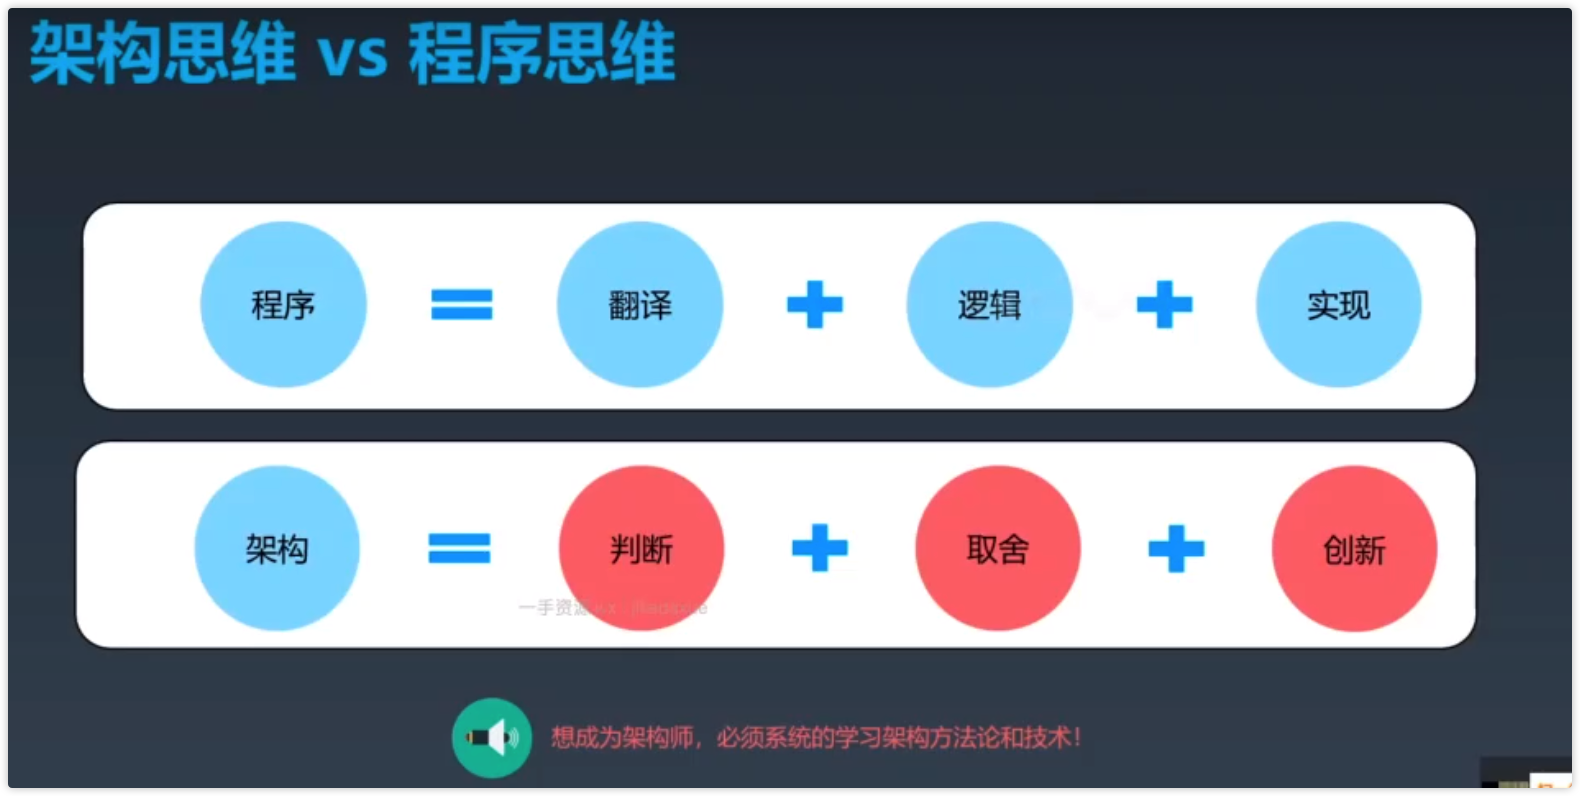 架构思维 vs 程序思维
程序 = 翻译 + 逻辑 + 实现
架构 = 判断 + 取舍 + 创新
一手资源
想成为架构师，必须系统的学习架构方法论和技术！